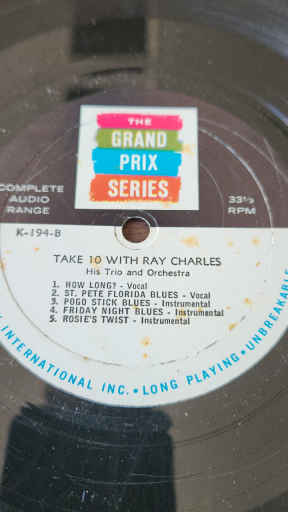 THE
GRAND
PRIX
SERIES
COMPLETE
AUDIO
RANGE
33⅓
RPM
K-194-B
TAKE 10 WITH RAY CHARLES
His Trio and Orchestra
1. HOW LONG? - Vocal
2. ST. PETE FLORIDA BLUES - Vocal
3. POGO STICK BLUES - Instrumental
4. FRIDAY NIGHT BLUES - Instrumental
5. ROSIE'S TWIST - Instrumental
INTERNATIONAL INC. • LONG PLAYING • UNBREAKABLE